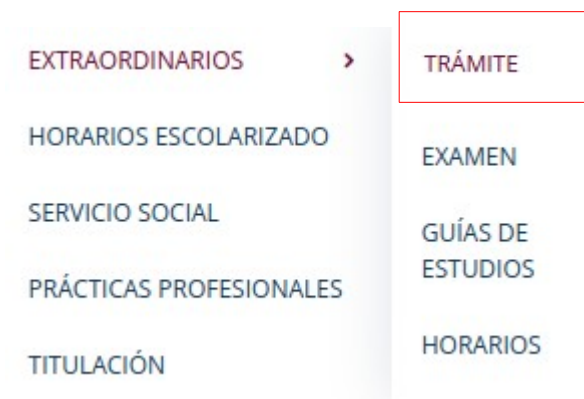 EXTRAORDINARIOS
HORARIOS ESCOLARIZADO
SERVICIO SOCIAL
PRÁCTICAS PROFESIONALES
TITULACIÓN
TRÁMITE
EXAMEN
GUÍAS DE
ESTUDIOS
HORARIOS